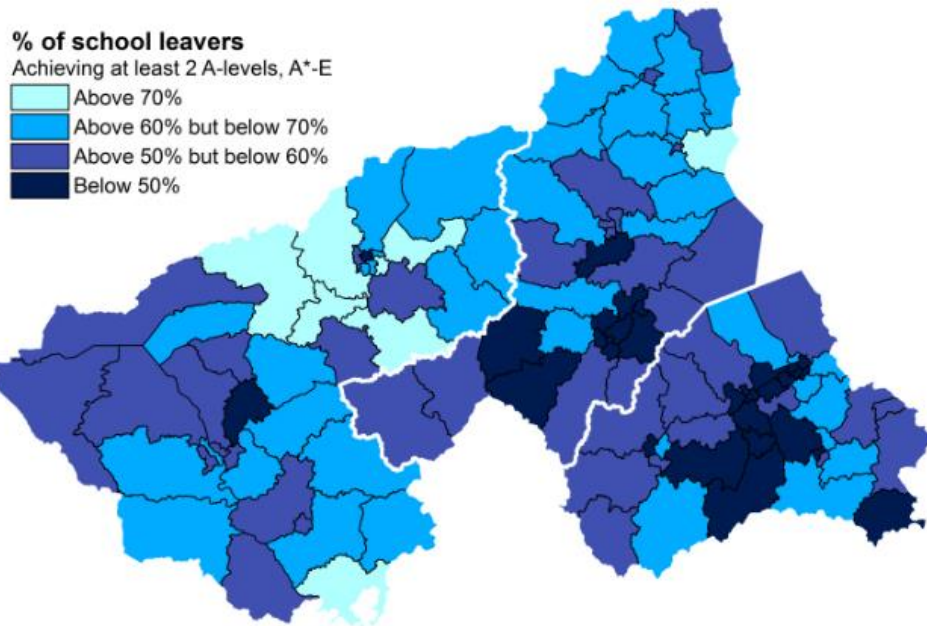 % of school leavers
Achieving at least 2 A-levels, A*-E
Above 70%
Above 60% but below 70%
Above 50% but below 60%
Below 50%